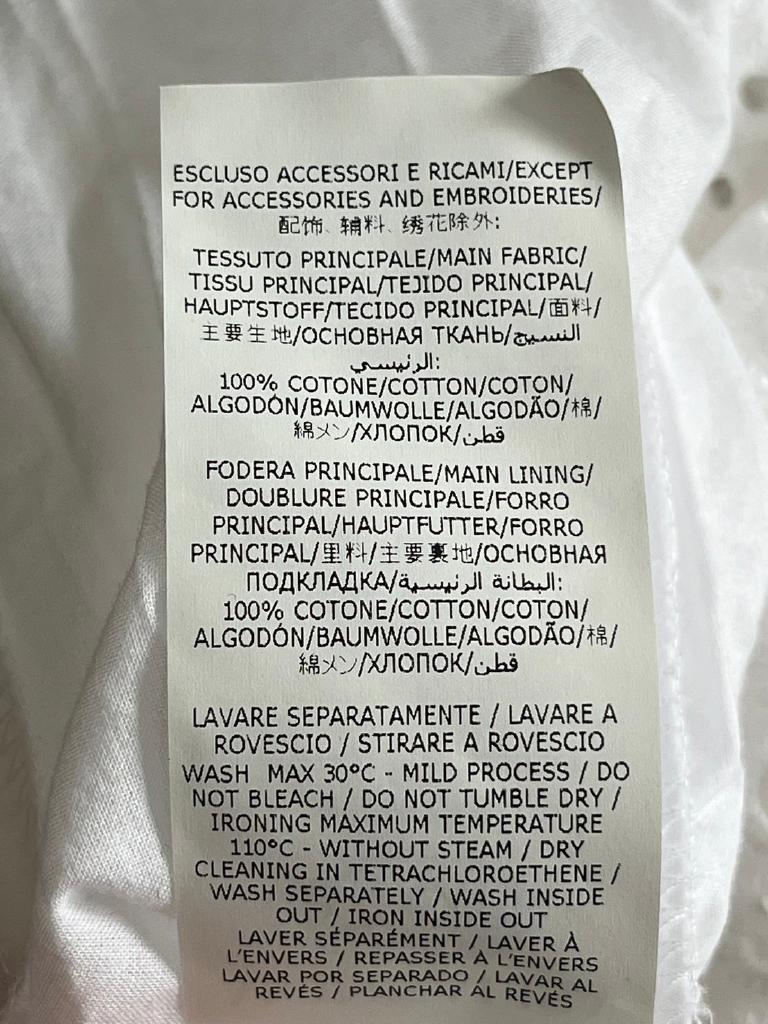 ESCLUSO ACCESSORI E RICAMI/EXCEPT
FOR ACCESSORIES AND EMBROIDERIES/
配饰、辅料、绣花除外:
TESSUTO PRINCIPALE/MAIN FABRIC/
TISSU PRINCIPAL/TEJIDO PRINCIPAL/
HAUPTSTOFF/TECIDO PRINCIPAL/面料/
主要生地/ОСНОВНАЯ ТКАНЬ/النسيج
الرئيسي:
100% COTONE/COTTON/COTON/
ALGODÓN/BAUMWOLLE/ALGODÃO/棉/
綿メン/ХЛОПОК/قطن
FODERA PRINCIPALE/MAIN LINING/
DOUBLURE PRINCIPALE/FORRO
PRINCIPAL/HAUPTFUTTER/FORRO
PRINCIPAL/里料/主要裏地/ОСНОВНАЯ
ПОДКЛАДКА/البطانة الرئيسية:
100% COTONE/COTTON/COTON/
ALGODÓN/BAUMWOLLE/ALGODÃO/棉/
綿メン/ХЛОПОК/قطن
LAVARE SEPARATAMENTE / LAVARE A
ROVESCIO / STIRARE A ROVESCIO
WASH MAX 30°C - MILD PROCESS / DO
NOT BLEACH / DO NOT TUMBLE DRY /
IRONING MAXIMUM TEMPERATURE
110°C - WITHOUT STEAM / DRY
CLEANING IN TETRACHLOROETHENE /
WASH SEPARATELY / WASH INSIDE
OUT / IRON INSIDE OUT
LAVER SÉPARÉMENT / LAVER À
L'ENVERS / REPASSER À L'ENVERS
LAVAR POR SEPARADO / LAVAR AL
REVÉS / PLANCHAR AL REVÉS